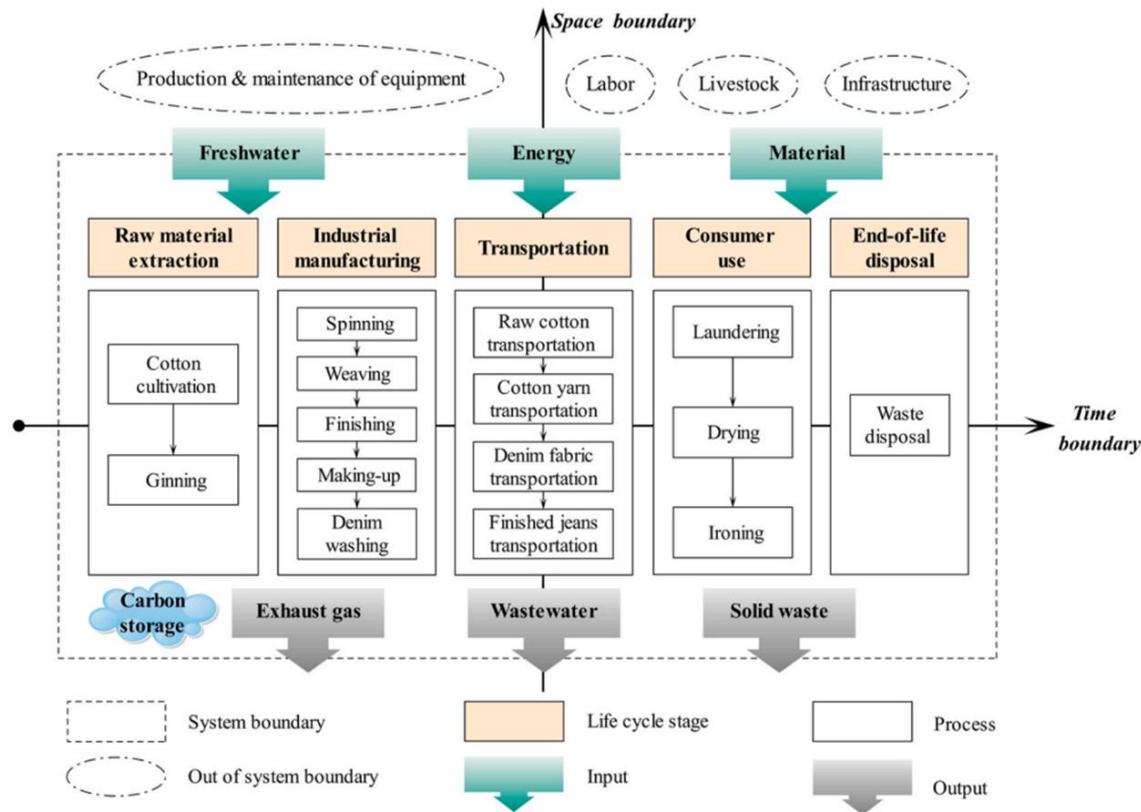 Space boundary
Production & maintenance of equipment
Labor
Livestock
Infrastructure
Freshwater
Energy
Material
Raw material
extraction
Industrial
manufacturing
Transportation
Consumer
use
End-of-life
disposal
Cotton
cultivation
Ginning
Spinning
Weaving
Finishing
Making-up
Denim
washing
Raw cotton
transportation
Cotton yarn
transportation
Denim fabric
transportation
Finished jeans
transportation
Laundering
Drying
Ironing
Waste
disposal
Time
boundary
Carbon
storage
Exhaust gas
Wastewater
Solid waste
System boundary
Life cycle stage
Process
Out of system boundary
Input
Output